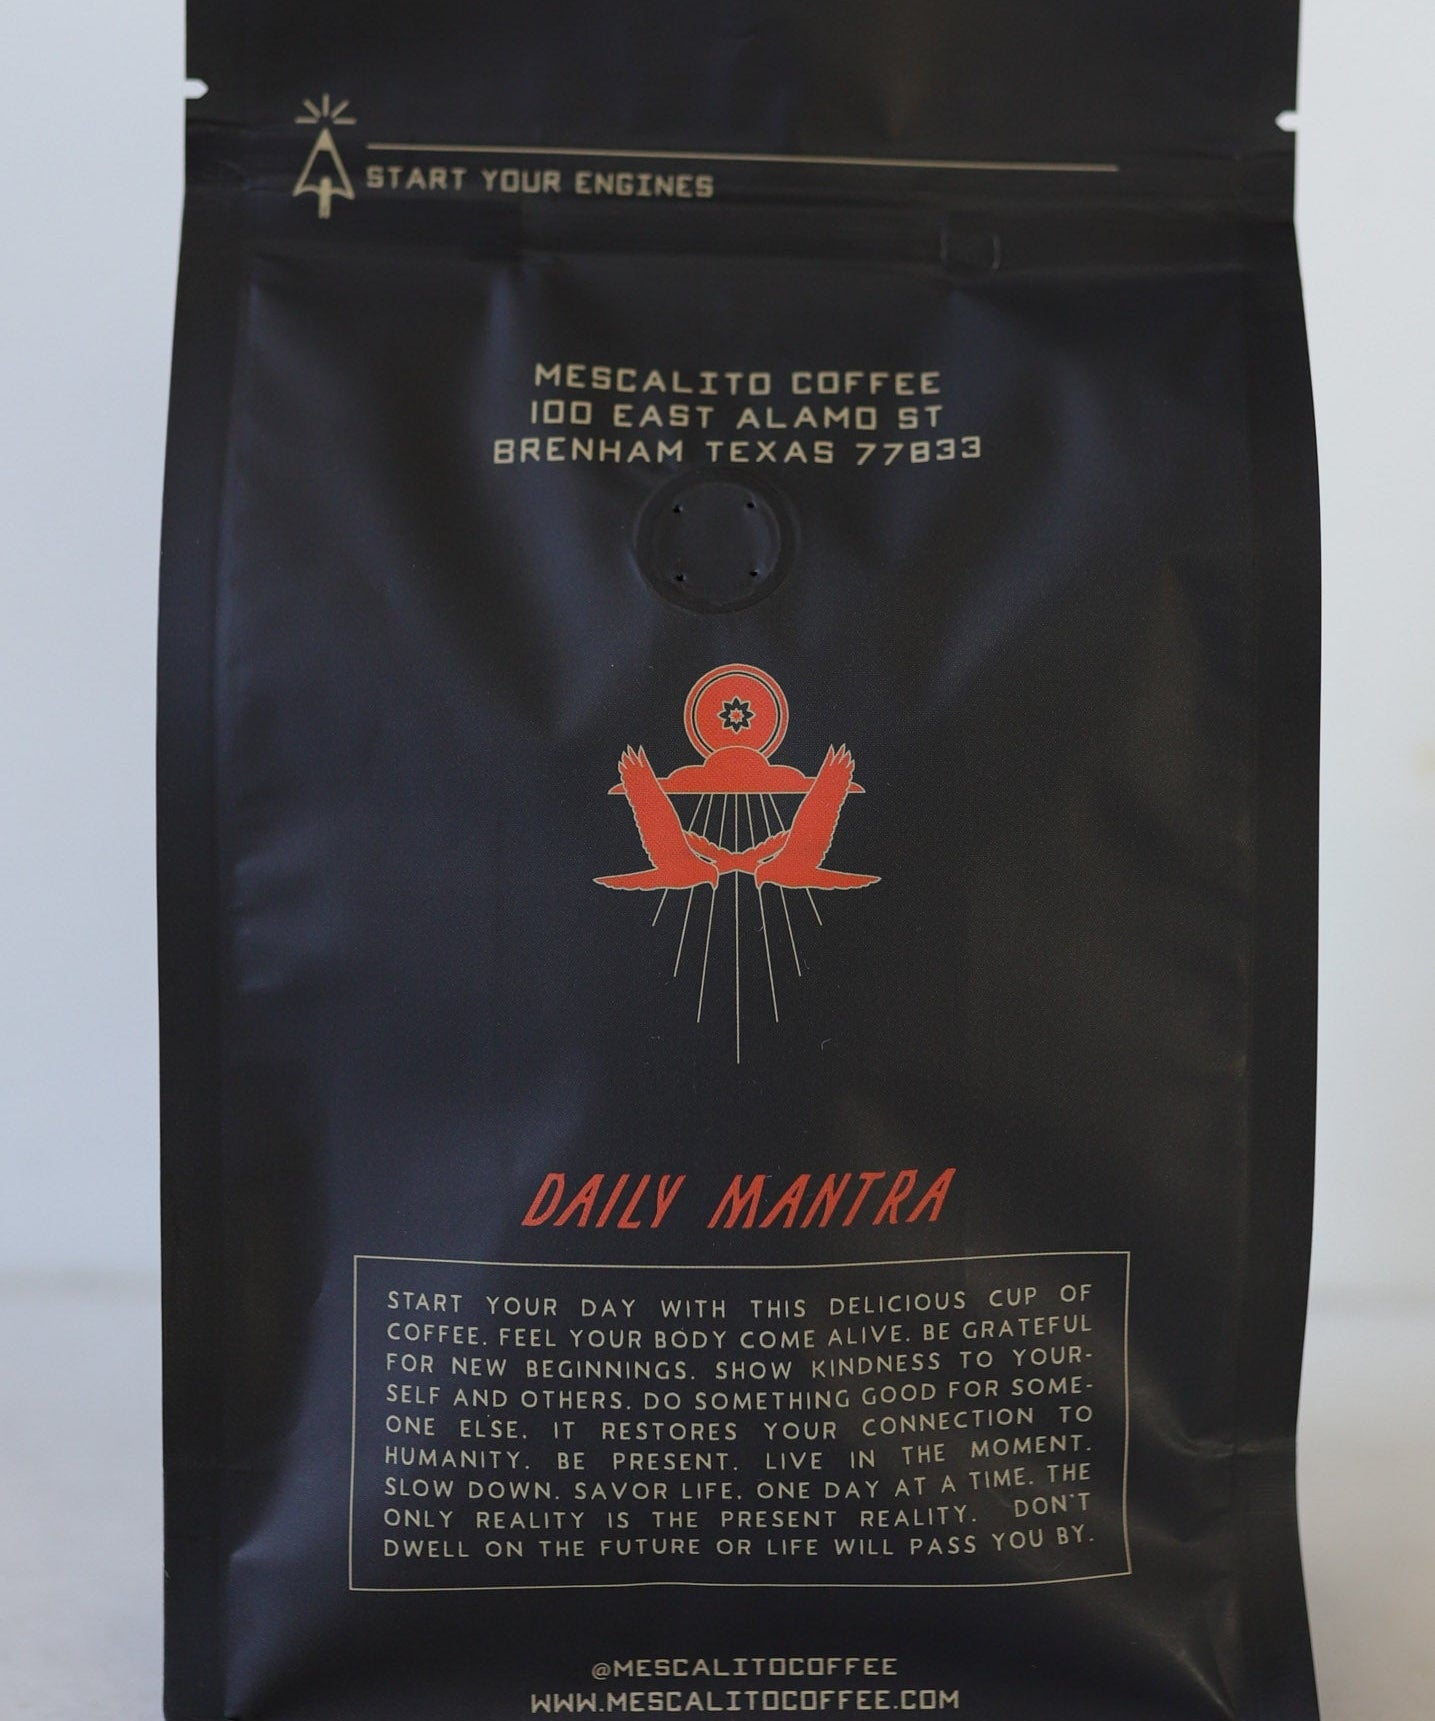 START YOUR ENGINES
MESCALITO COFFEE
100 EAST ALAMO ST
BRENHAM TEXAS 77833
DAILY MANTRA
START YOUR DAY WITH THIS DELICIOUS CUP OF
COFFEE. FEEL YOUR BODY COME ALIVE. BE GRATEFUL
FOR NEW BEGINNINGS. SHOW KINDNESS TO YOUR-
SELF AND OTHERS. DO SOMETHING GOOD FOR SOME-
ONE ELSE. IT RESTORES YOUR CONNECTION TO
HUMANITY. BE PRESENT. LIVE IN THE MOMENT.
SLOW DOWN. SAVOR LIFE. ONE DAY AT A TIME. THE
ONLY REALITY IS THE PRESENT REALITY. DON'T
DWELL ON THE FUTURE OR LIFE WILL PASS YOU BY.
@MESCALITOCOFFEE
WWW.MESCALITOCOFFEE.COM